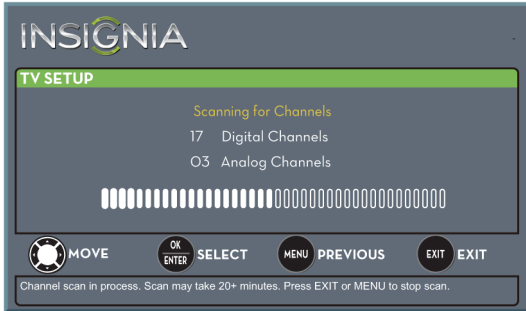 INSIGNIA
TV SETUP
Scanning for Channels
17 Digital Channels
03 Analog Channels
MOVE
OK
ENTER
SELECT
MENU
PREVIOUS
EXIT
EXIT
Channel scan in process. Scan may take 20+ minutes. Press EXIT or MENU to stop scan.